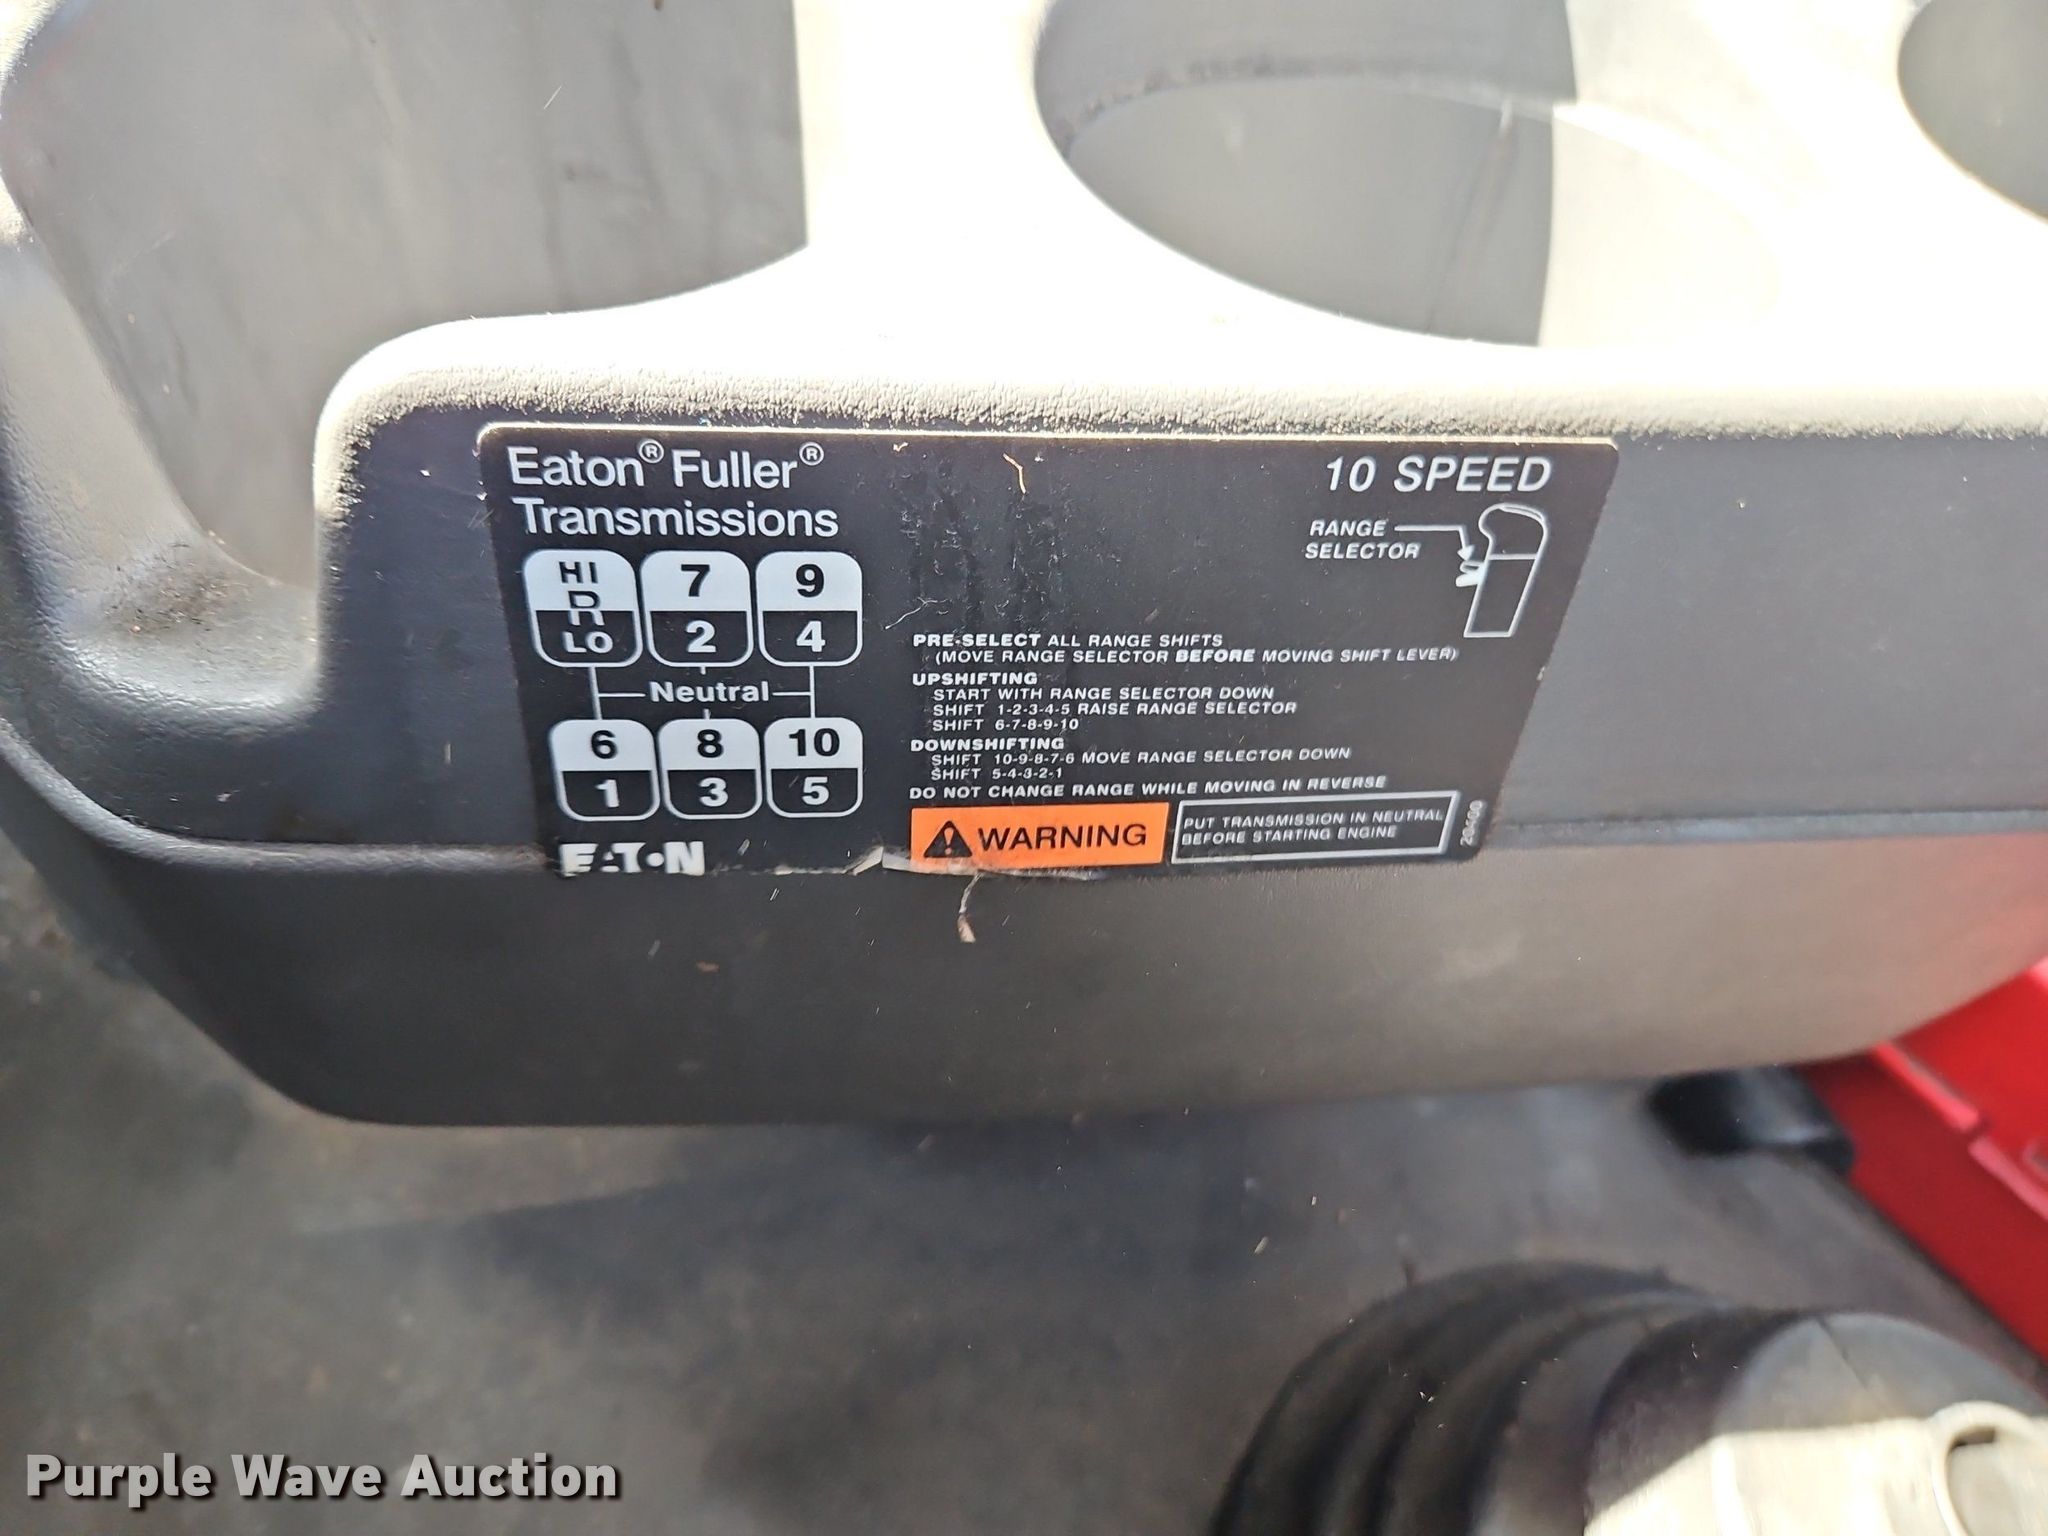 Eaton® Fuller®
Transmissions
10 SPEED
RANGE
SELECTOR
HI
R
LO
7
2
9
4
Neutral
6
1
8
3
10
5
EATON
PRE-SELECT ALL RANGE SHIFTS
(MOVE RANGE SELECTOR BEFORE MOVING SHIFT LEVER)
UPSHIFTING
START WITH RANGE SELECTOR DOWN
SHIFT 1-2-3-4-5 RAISE RANGE SELECTOR
SHIFT 6-7-8-9-10
DOWNSHIFTING
SHIFT 10-9-8-7-6 MOVE RANGE SELECTOR DOWN
SHIFT 5-4-3-2-1
DO NOT CHANGE RANGE WHILE MOVING IN REVERSE
WARNING
PUT TRANSMISSION IN NEUTRAL
BEFORE STARTING ENGINE
Purple Wave Auction